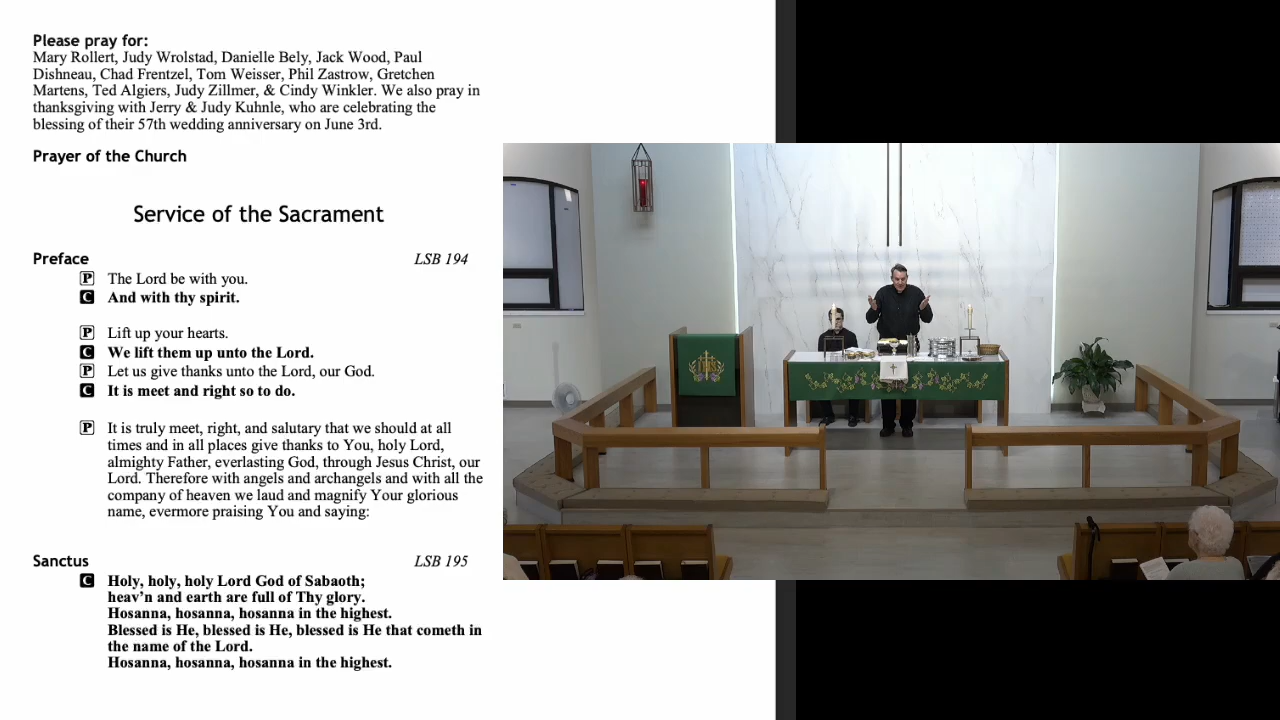 Please pray for:
Mary Rollert, Judy Wrolstad, Danielle Bely, Jack Wood, Paul
Dishneau, Chad Frentzel, Tom Weisser, Phil Zastrow, Gretchen
Martens, Ted Algiers, Judy Zillmer, & Cindy Winkler. We also pray in
thanksgiving with Jerry & Judy Kuhnle, who are celebrating the
blessing of their 57th wedding anniversary on June 3rd.
Prayer of the Church
Service of the Sacrament
Preface LSB 194
P The Lord be with you.
C And with thy spirit.
P Lift up your hearts.
C We lift them up unto the Lord.
P Let us give thanks unto the Lord, our God.
C It is meet and right so to do.
P It is truly meet, right, and salutary that we should at all
times and in all places give thanks to You, holy Lord,
almighty Father, everlasting God, through Jesus Christ, our
Lord. Therefore with angels and archangels and with all the
company of heaven we laud and magnify Your glorious
name, evermore praising You and saying:
Sanctus LSB 195
C Holy, holy, holy Lord God of Sabaoth;
heav’n and earth are full of Thy glory.
Hosanna, hosanna, hosanna in the highest.
Blessed is He, blessed is He, blessed is He that cometh in
the name of the Lord.
Hosanna, hosanna, hosanna in the highest.
IHS